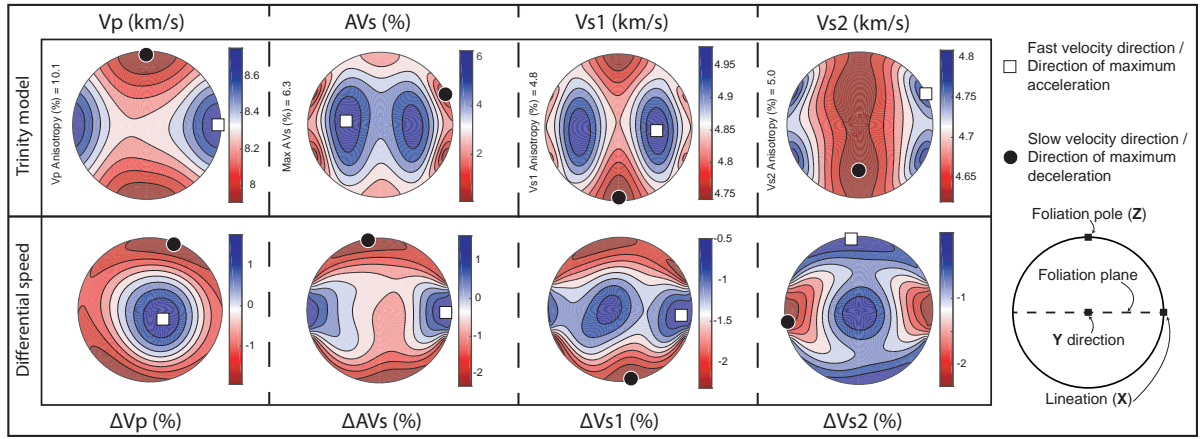 Vp (km/s)
AVs (%)
Vs1 (km/s)
Vs2 (km/s)
Trinity model
Vp Anisotropy (%) = 10.1
8.6
8.4
8.2
8
Max AVs (%) = 6.3
6
4
2
Vs1 Anisotropy (%) = 4.8
4.95
4.9
4.85
4.8
4.75
Vs2 Anisotropy (%) = 5.0
4.8
4.75
4.7
4.65
Fast velocity direction /
Direction of maximum
acceleration
Slow velocity direction /
Direction of maximum
deceleration
Differential speed
1
0
-1
2
1
0
-1
-2
-0.5
-1
-1.5
-2
-1
-2
Foliation pole (Z)
Foliation plane
Y direction
Lineation (X)
ΔVp (%)
ΔAVs (%)
ΔVs1 (%)
ΔVs2 (%)